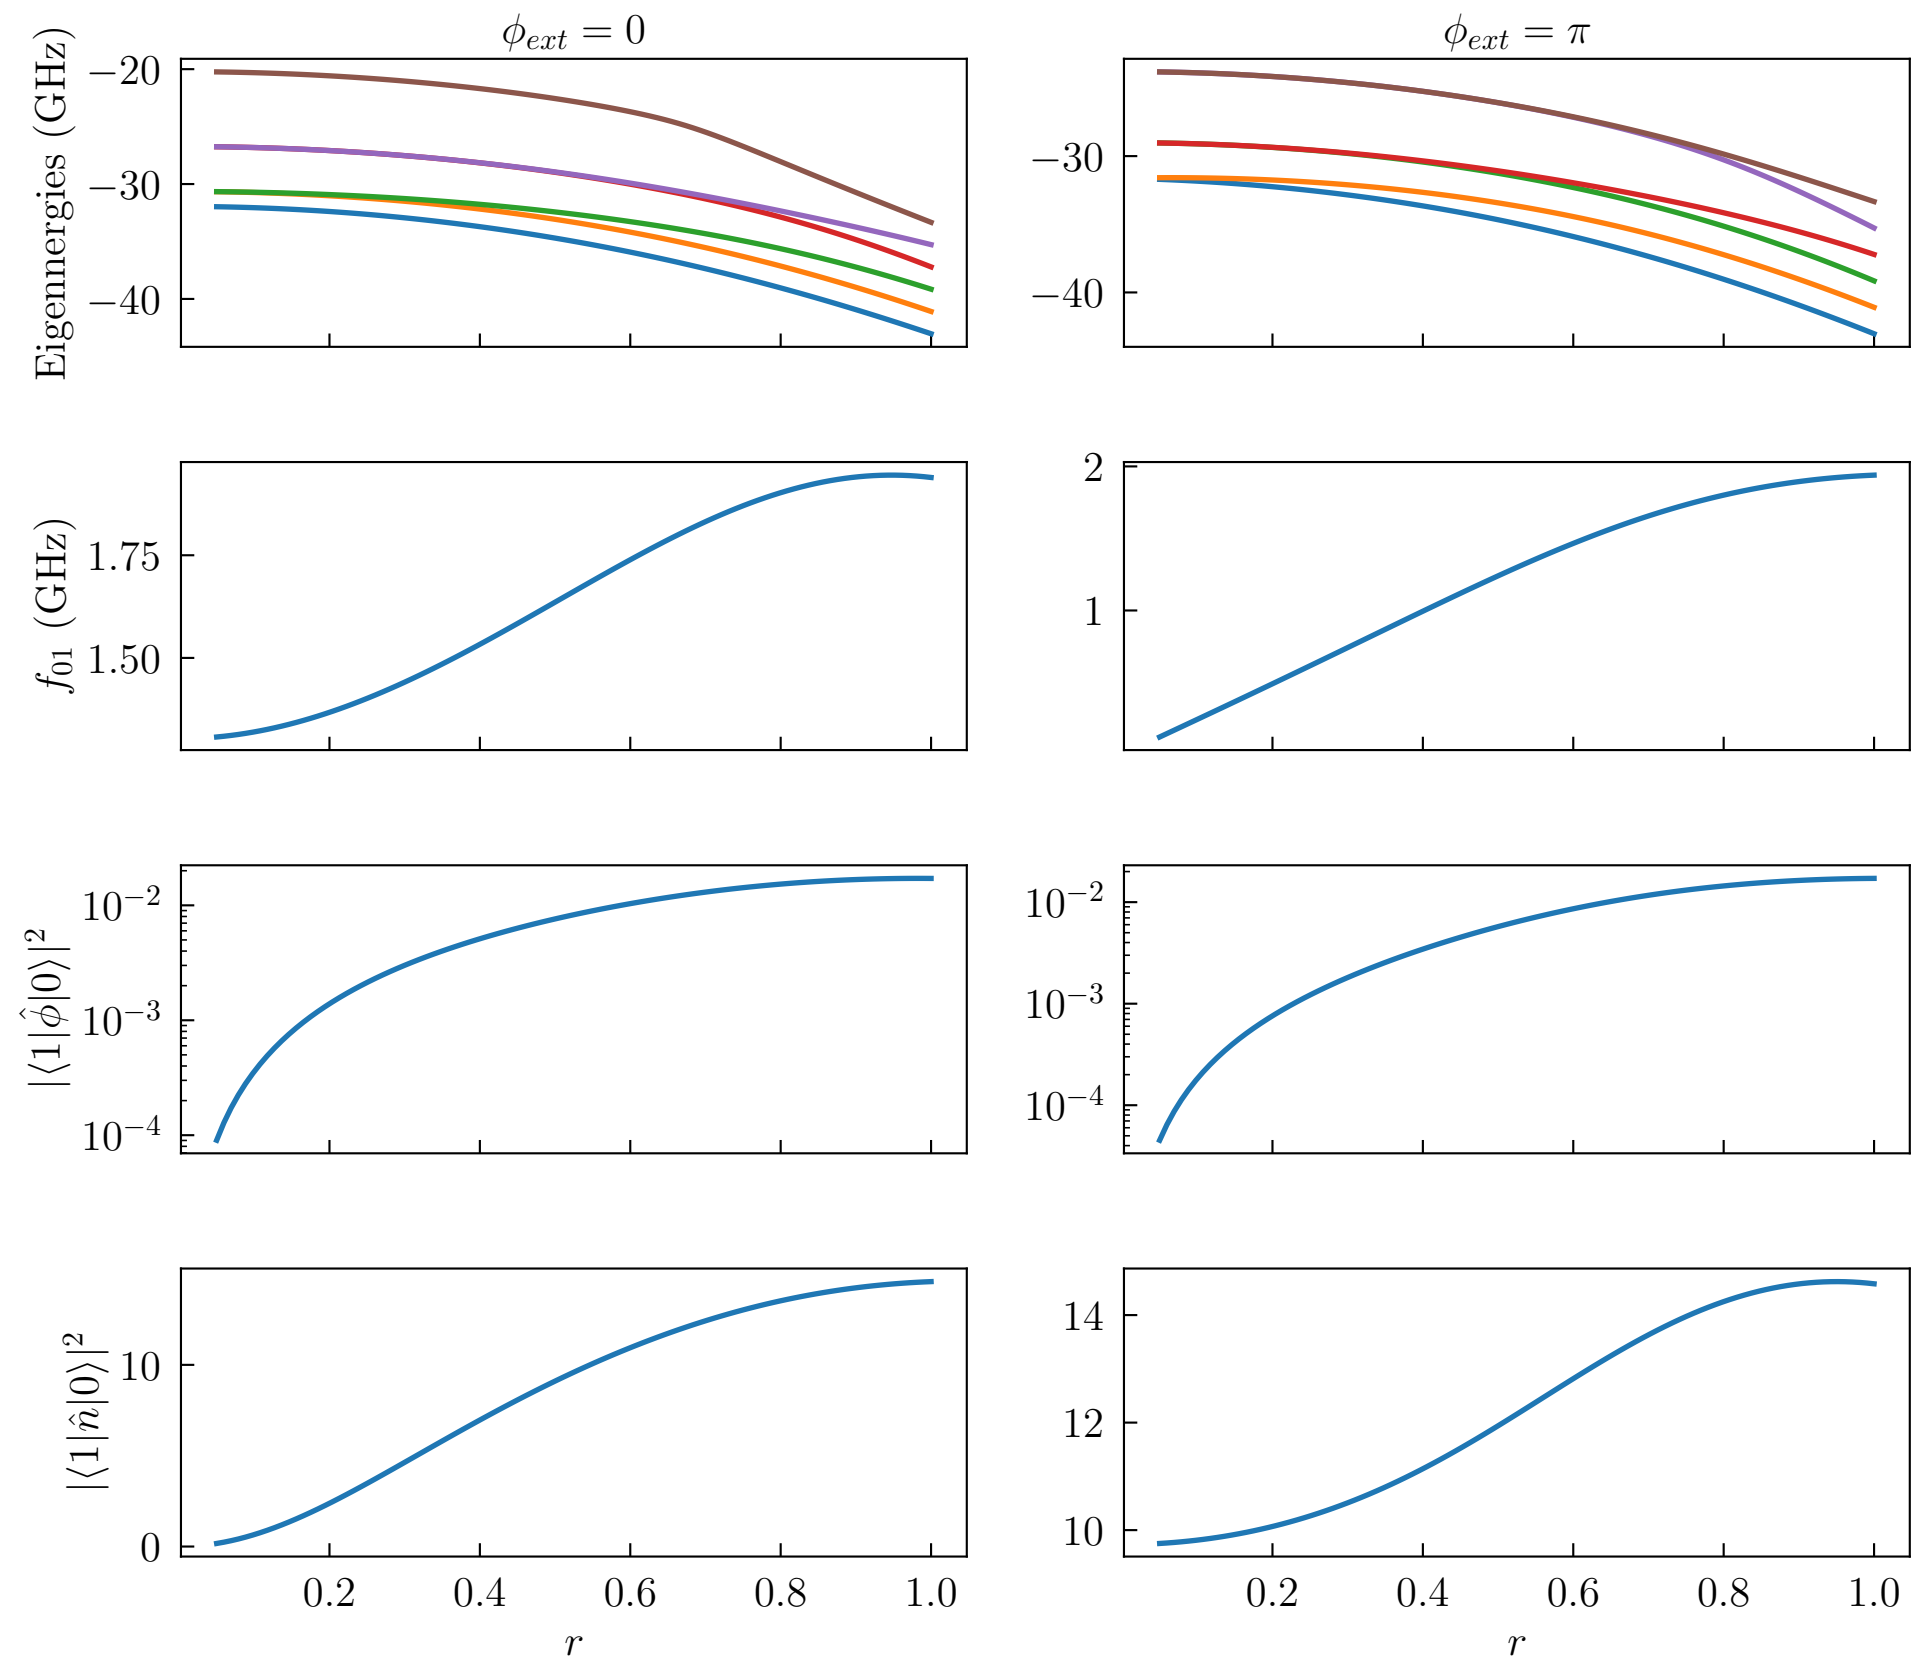 ϕ_ext = 0
ϕ_ext = π
Eigennergies (GHz)
−20
−30
−40
−30
−40
f_01 (GHz)
1.75
1.50
2
1
|⟨1|ϕ̂|0⟩|²
10⁻²
10⁻³
10⁻⁴
10⁻²
10⁻³
10⁻⁴
|⟨1|n̂|0⟩|²
10
0
14
12
10
0.2 0.4 0.6 0.8 1.0
0.2 0.4 0.6 0.8 1.0
r
r